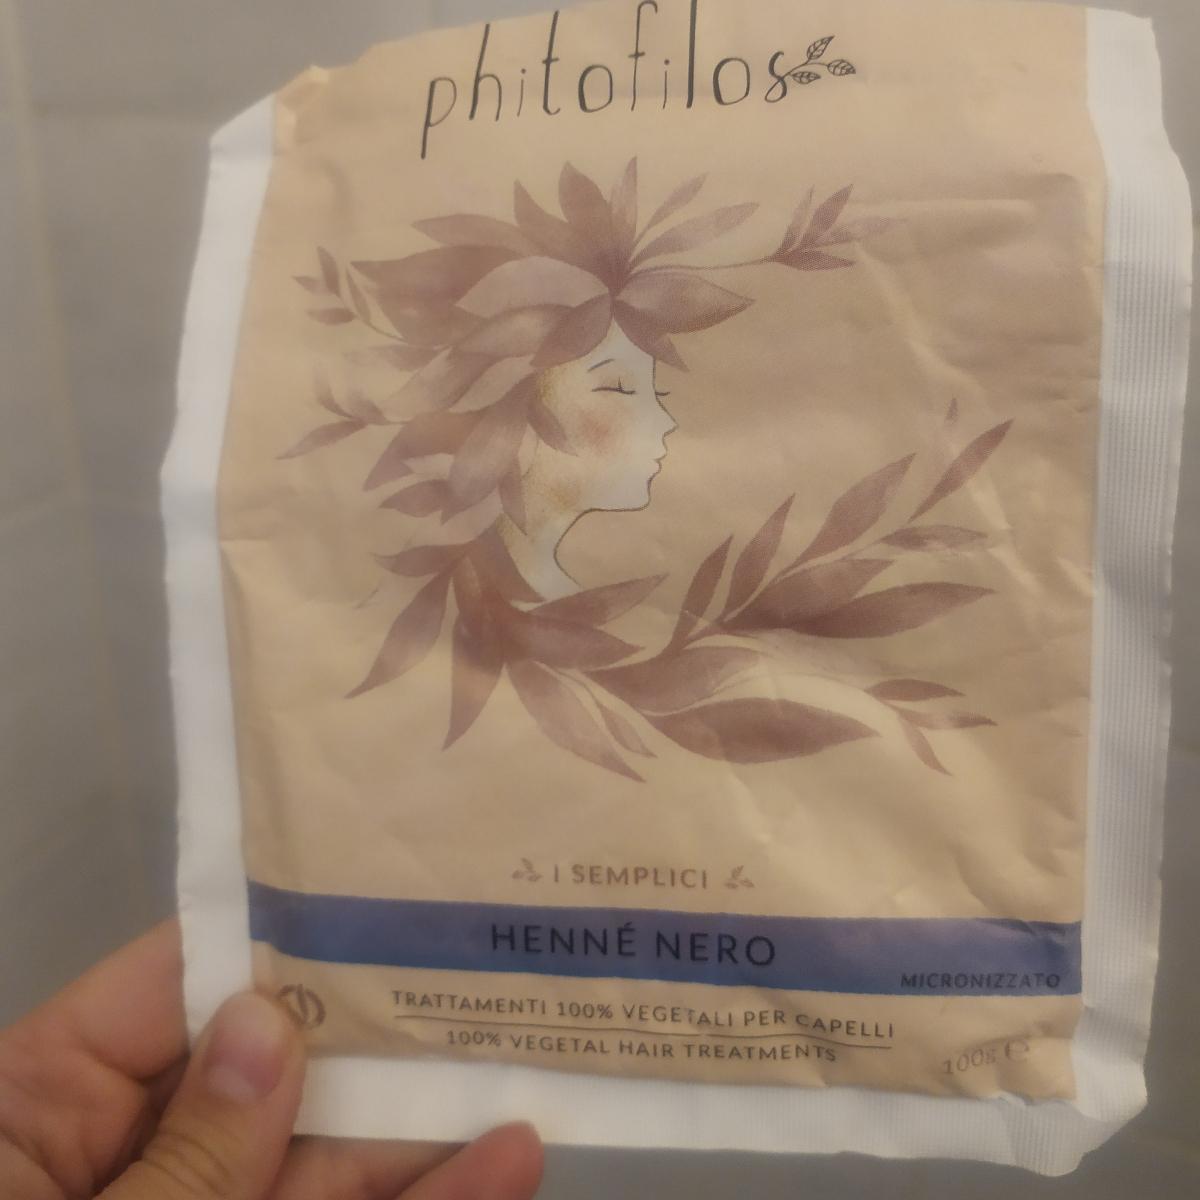 phitofilos
I SEMPLICI
HENNÉ NERO
MICRONIZZATO
TRATTAMENTI 100% VEGETALI PER CAPELLI
100% VEGETAL HAIR TREATMENTS
100g ℮